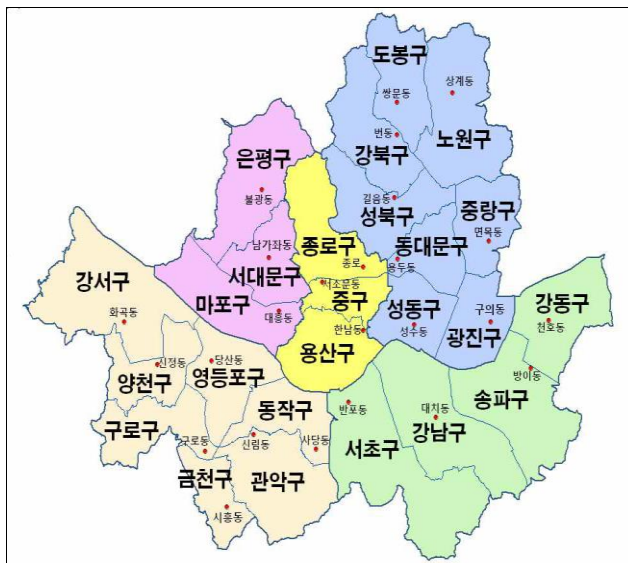 도봉구
상계동
쌍문동
번동
노원구
강북구
은평구
불광동
길음동
성북구
중랑구
면목동
남가좌동
종로구
동대문구
종로
용두동
서대문구
강서구
서소문동
마포구
중구
성동구
구의동
강동구
화곡동
대흥동
한남동
성수동
광진구
천호동
용산구
신정동
당산동
양천구
영등포구
방이동
송파구
동작구
반포동
대치동
구로구
강남구
구로동
신림동
사당동
서초구
금천구
관악구
시흥동